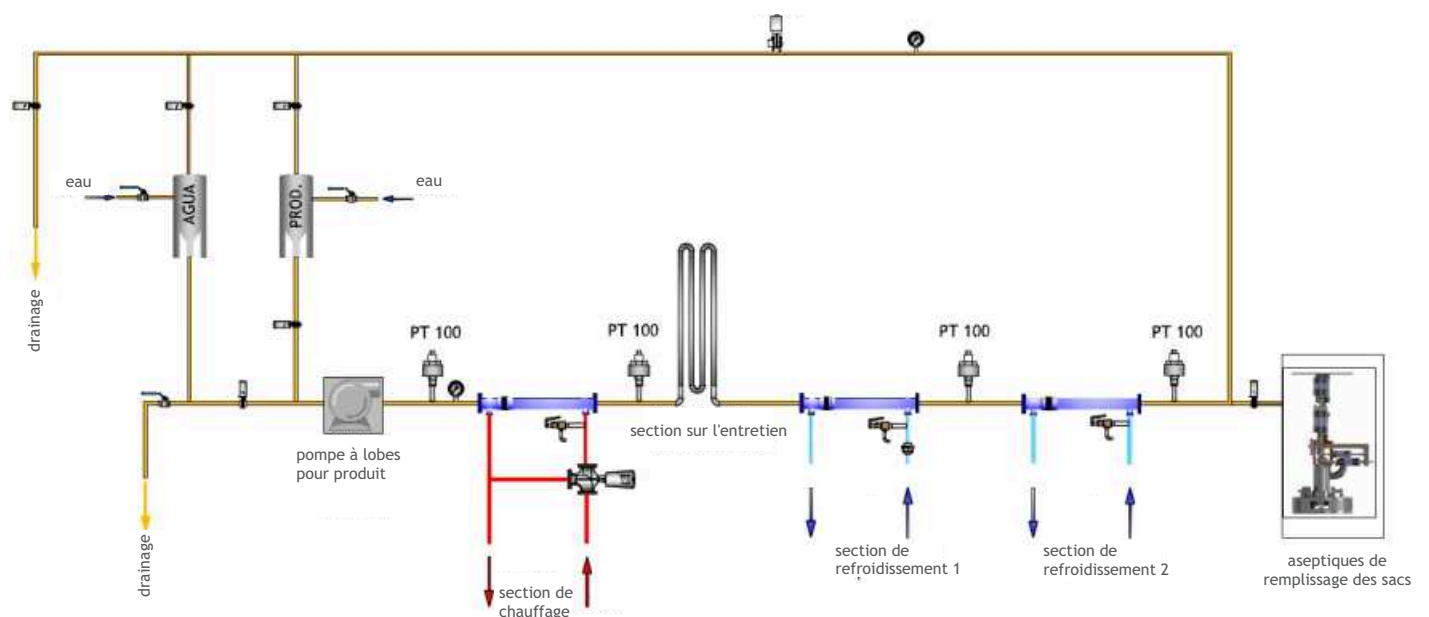 eau
AGUA
PROD.
eau
drainage
PT 100
PT 100
PT 100
PT 100
pompe à lobes
pour produit
section sur l'entretien
drainage
section de
chauffage
section de
refroidissement 1
section de
refroidissement 2
aseptiques de
remplissage des sacs